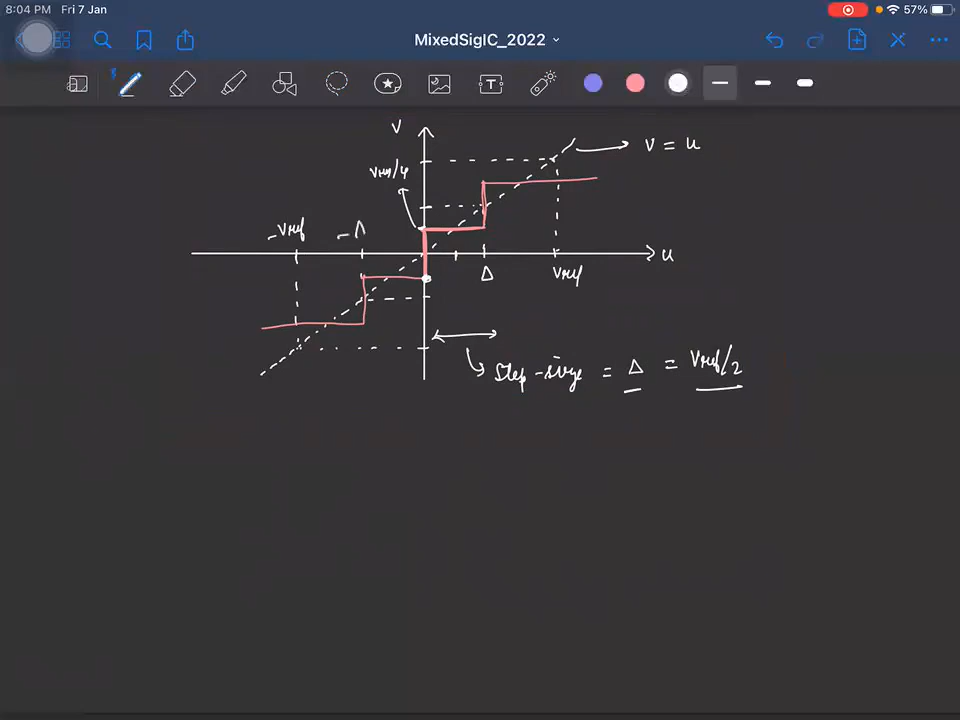 8:04 PM Fri 7 Jan
57%
MixedSigIC_2022
T
V
V = u
Vref/4
-Vref
-Δ
u
Δ
Vref
Step-size = Δ = Vref/2